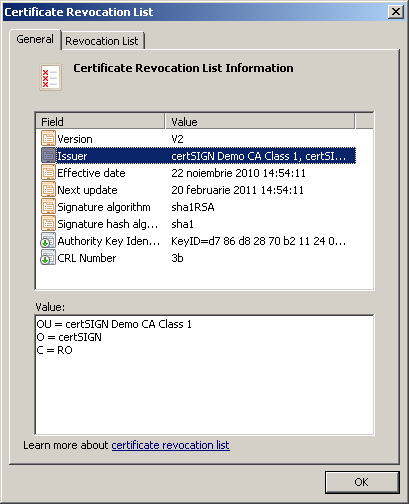 Certificate Revocation List
General Revocation List
Certificate Revocation List Information
Field Value
Version V2
Issuer certSIGN Demo CA Class 1, certSI...
Effective date 22 noiembrie 2010 14:54:11
Next update 20 februarie 2011 14:54:11
Signature algorithm sha1RSA
Signature hash alg... sha1
Authority Key Iden... KeyID=d7 86 d8 28 70 b2 11 24 0...
CRL Number 3b
Value:
OU = certSIGN Demo CA Class 1
O = certSIGN
C = RO
Learn more about certificate revocation list
OK